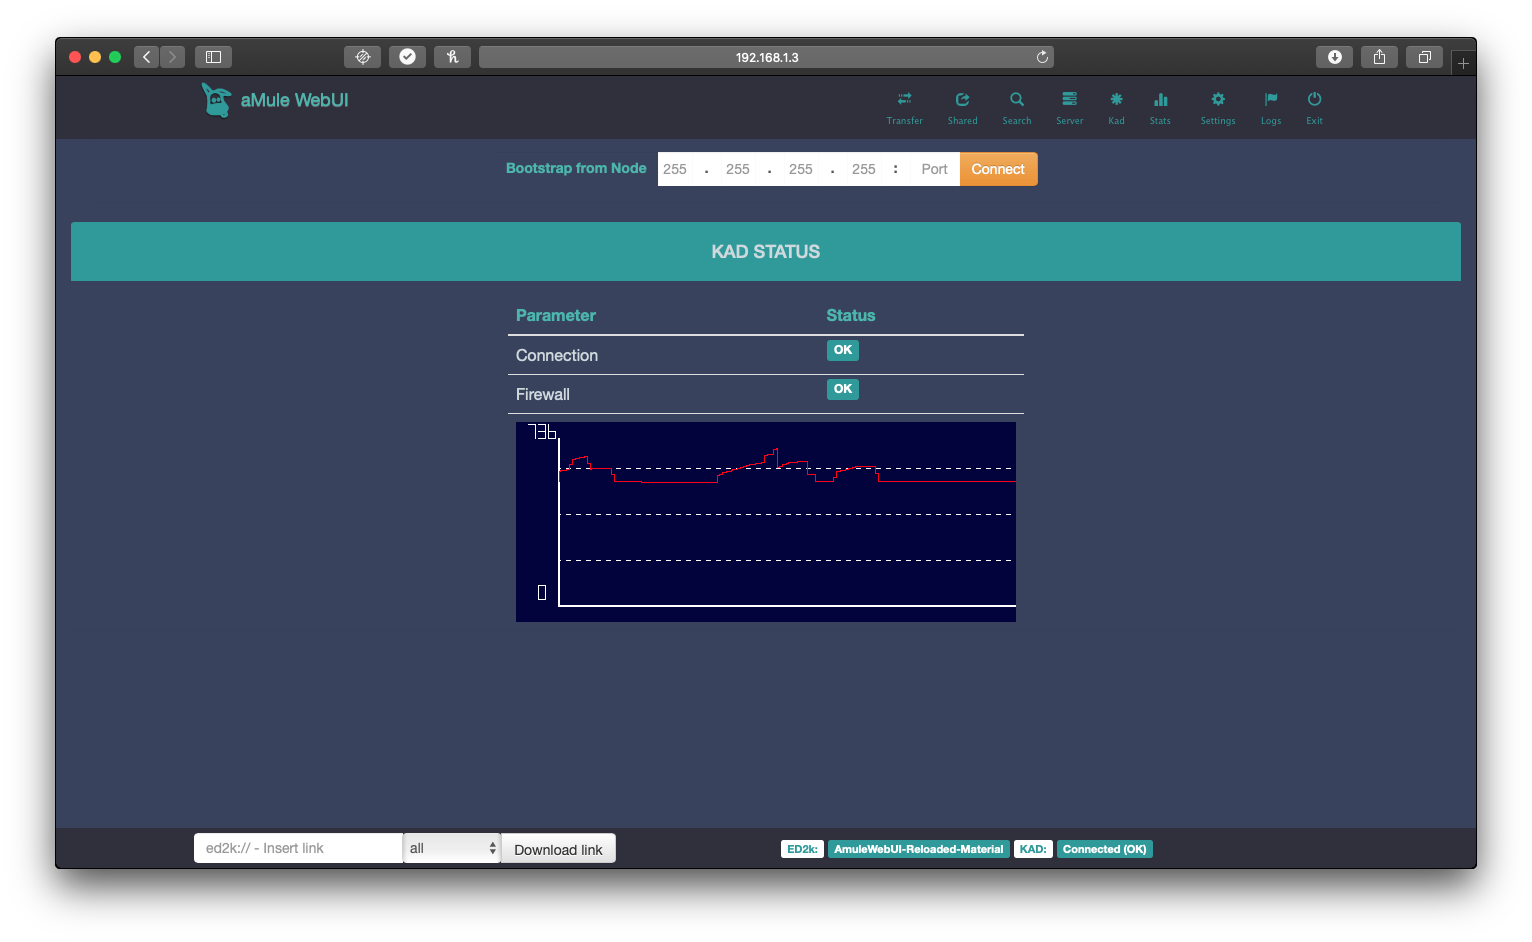 192.168.1.3
aMule WebUI
Transfer Shared Search Server Kad Stats Settings Logs Exit
Bootstrap from Node 255 . 255 . 255 . 255 : Port Connect
KAD STATUS
Parameter Status
Connection OK
Firewall OK
736
0
ed2k:// - Insert link all Download link ED2k: AmuleWebUI-Reloaded-Material KAD: Connected (OK)